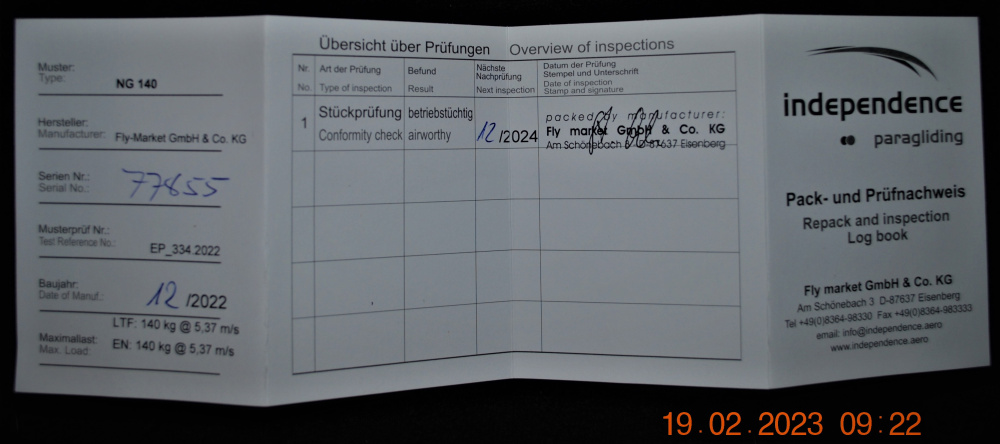 Muster:
Type:
NG 140
Hersteller:
Manufacturer: Fly-Market GmbH & Co. KG
Serien Nr.:
Serial No.:
77855
Musterprüf Nr.:
Test Reference No.:
EP_334.2022
Baujahr:
Date of Manuf.:
12/2022
LTF: 140 kg @ 5,37 m/s
Maximallast:
Max. Load:
EN: 140 kg @ 5,37 m/s
Übersicht über Prüfungen Overview of inspections
Nr. Art der Prüfung Befund Nächste Nachprüfung Datum der Prüfung Stempel und Unterschrift
No. Type of inspection Result Next inspection Date of inspection Stamp and signature
1 Stückprüfung betriebstüchtig
Conformity check airworthy 12/2024
packed by manufacturer:
Fly market GmbH & Co. KG
Am Schönebach 3 D-87637 Eisenberg
independence
paragliding
Pack- und Prüfnachweis
Repack and inspection
Log book
Fly market GmbH & Co. KG
Am Schönebach 3 D-87637 Eisenberg
Tel +49(0)8364-98330 Fax +49(0)8364-983333
email: info@independence.aero
www.independence.aero
19.02.2023 09:22